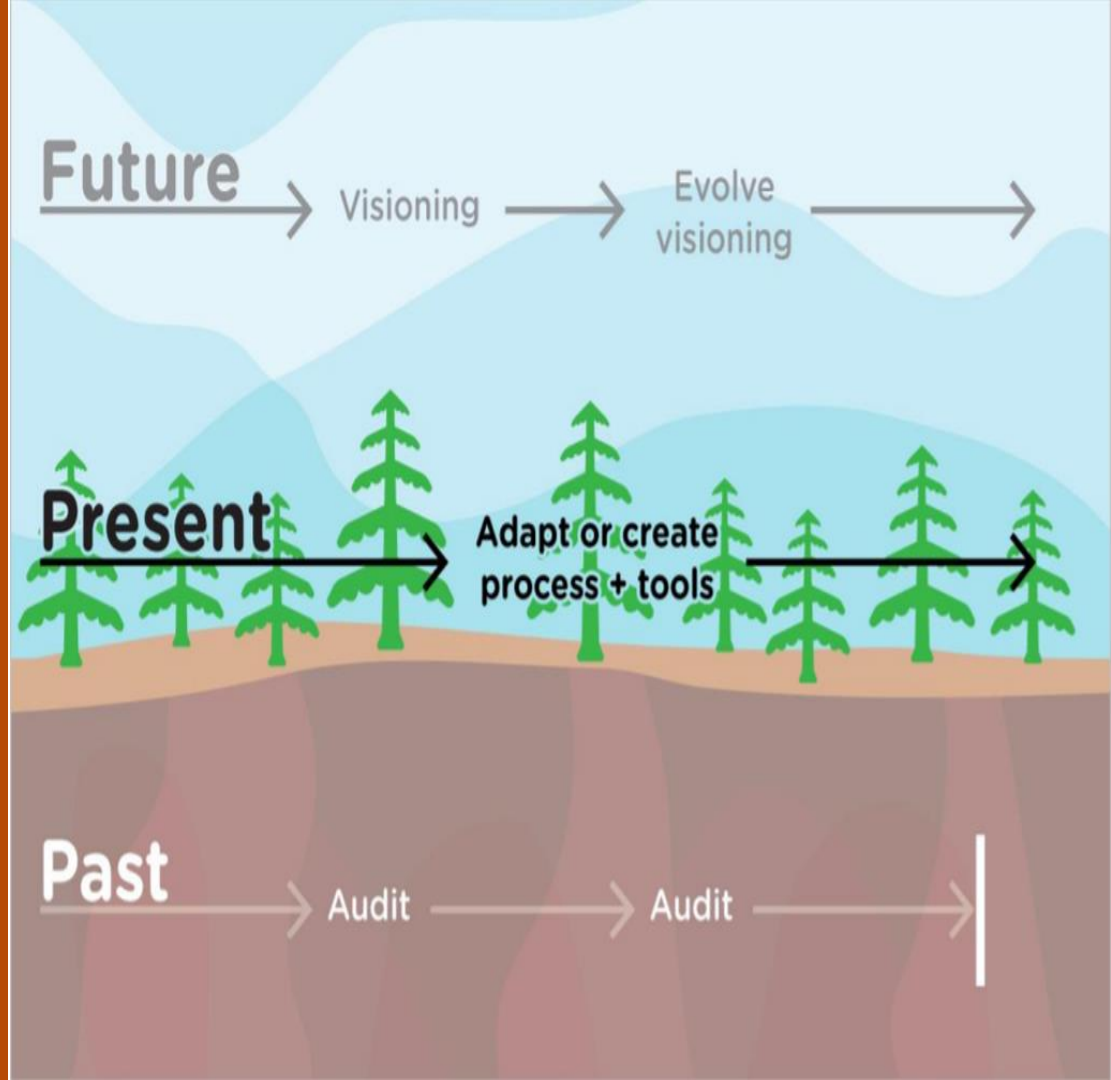 Future
Visioning
Evolve
visioning
Present
Adapt or create
process + tools
Past
Audit
Audit